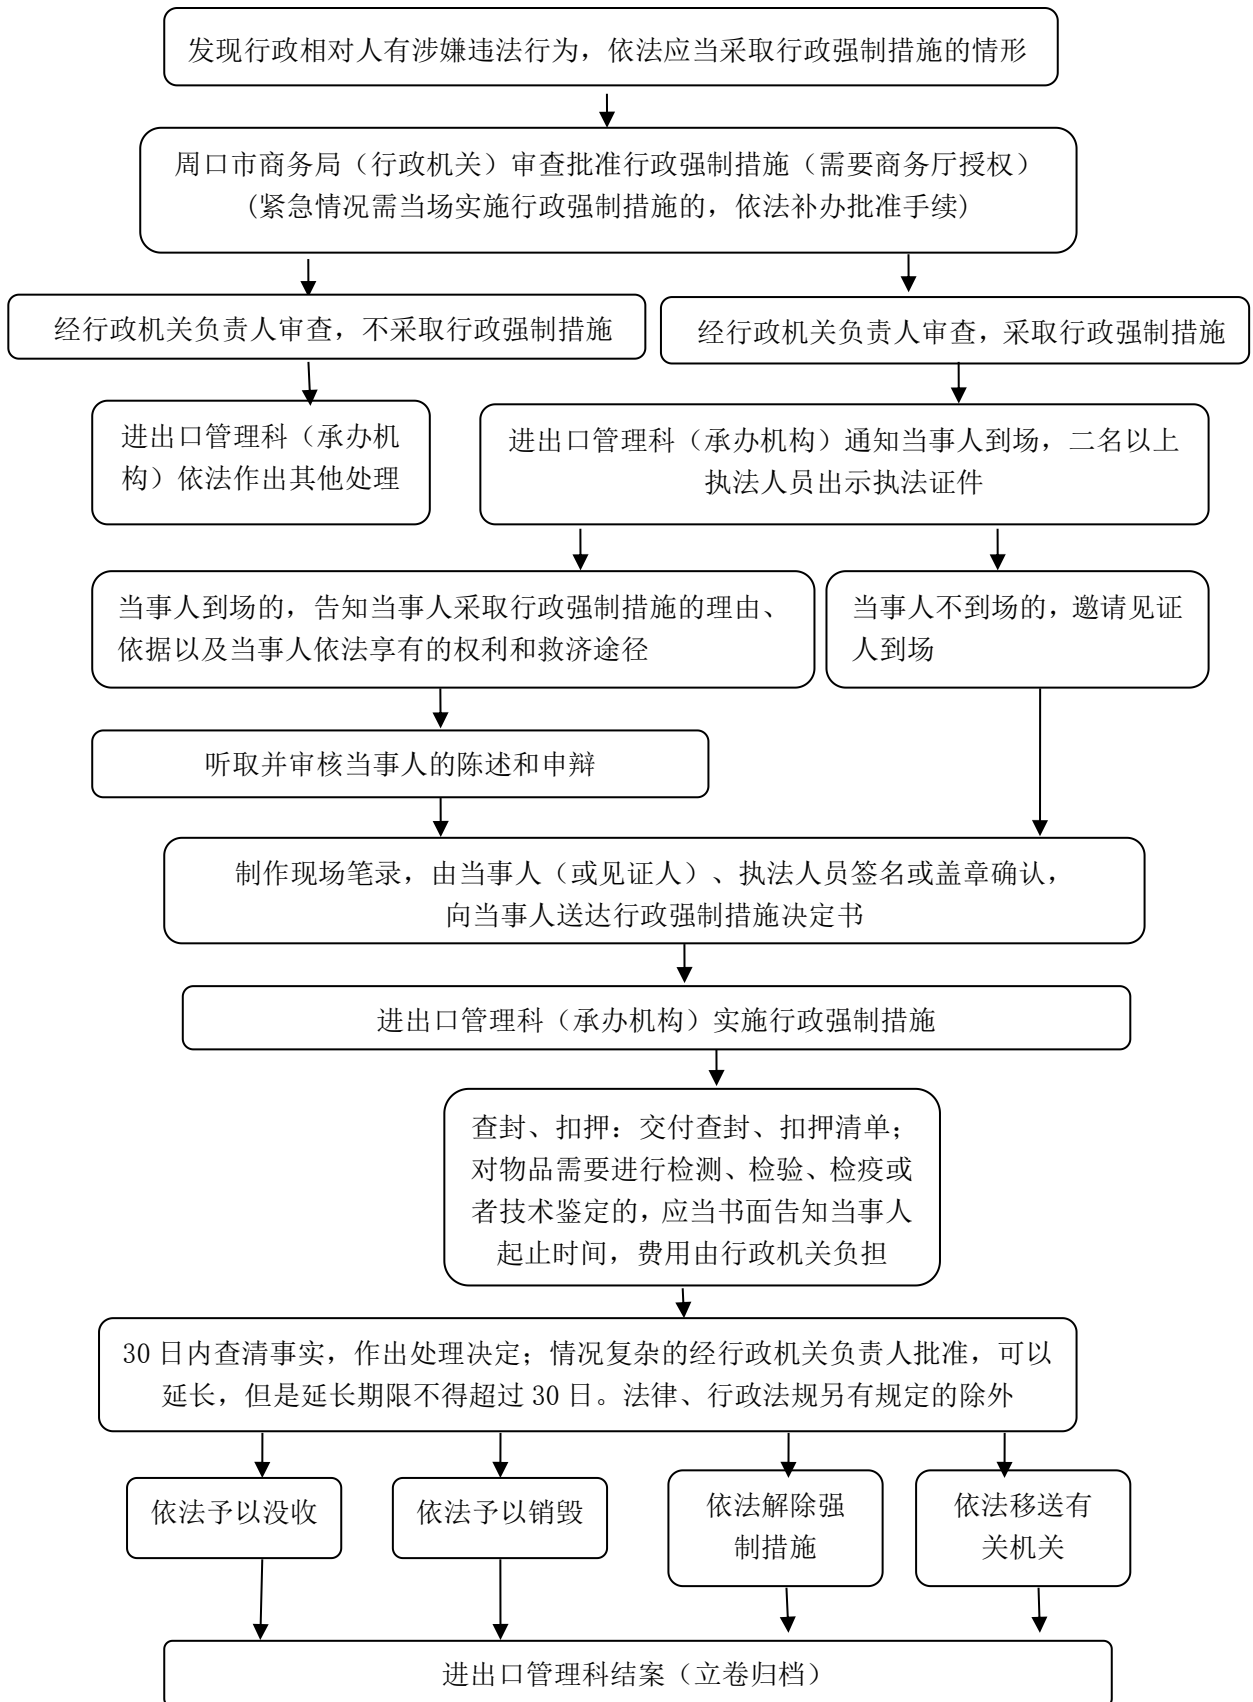 发现行政相对人有涉嫌违法行为，依法应当采取行政强制措施的情形
周口市商务局（行政机关）审查批准行政强制措施（需要商务厅授权）
(紧急情况需当场实施行政强制措施的，依法补办批准手续)
经行政机关负责人审查，不采取行政强制措施
经行政机关负责人审查，采取行政强制措施
进出口管理科（承办机
构）依法作出其他处理
进出口管理科（承办机构）通知当事人到场，二名以上
执法人员出示执法证件
当事人到场的，告知当事人采取行政强制措施的理由、
依据以及当事人依法享有的权利和救济途径
当事人不到场的，邀请见证
人到场
听取并审核当事人的陈述和申辩
制作现场笔录，由当事人（或见证人）、执法人员签名或盖章确认，
向当事人送达行政强制措施决定书
进出口管理科（承办机构）实施行政强制措施
查封、扣押：交付查封、扣押清单；
对物品需要进行检测、检验、检疫或
者技术鉴定的，应当书面告知当事人
起止时间，费用由行政机关负担
30 日内查清事实，作出处理决定；情况复杂的经行政机关负责人批准，可以
延长，但是延长期限不得超过 30 日。法律、行政法规另有规定的除外
依法予以没收
依法予以销毁
依法解除强
制措施
依法移送有
关机关
进出口管理科结案（立卷归档）